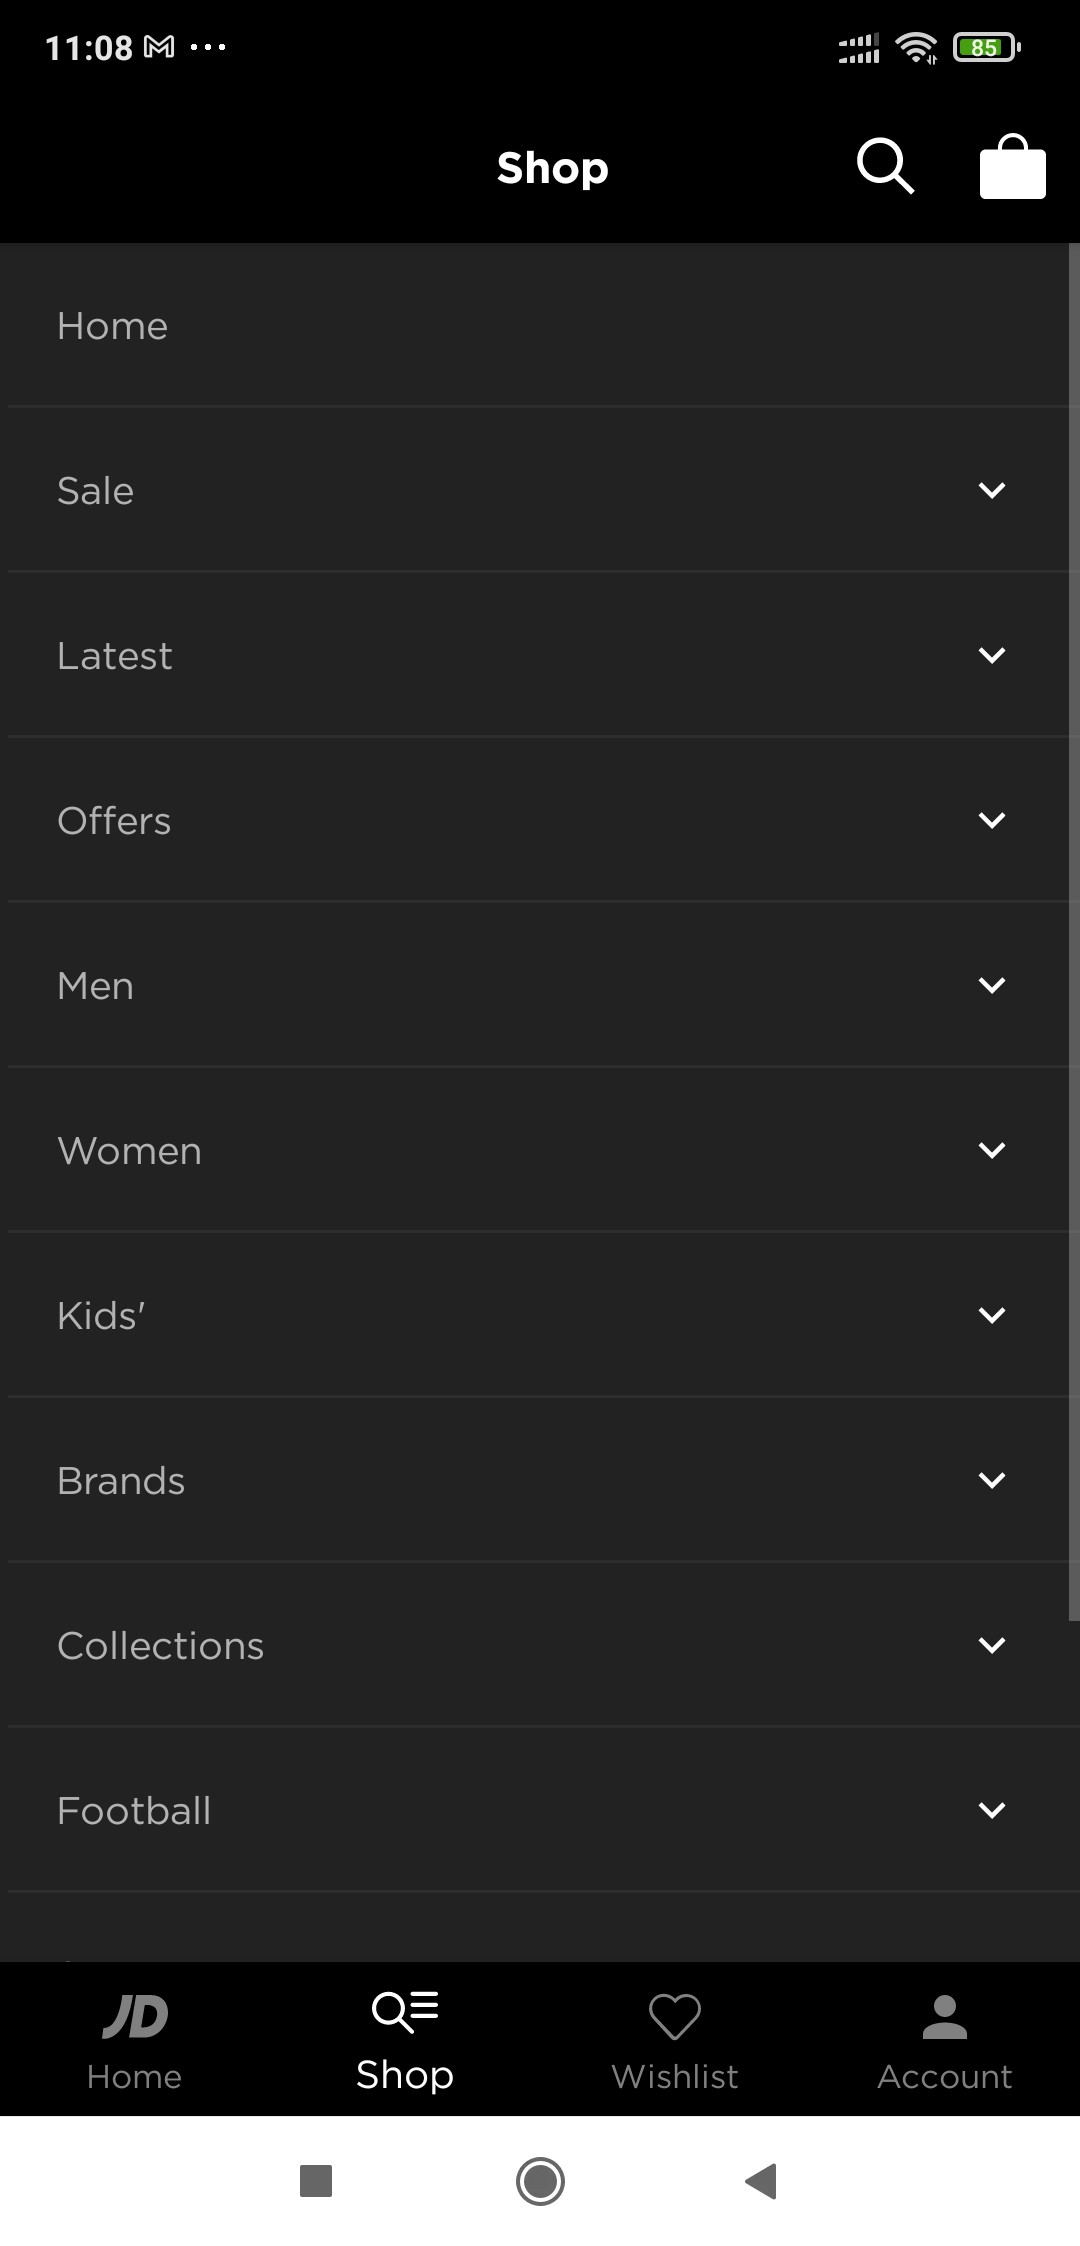 11:08
85
Shop
Home
Sale
Latest
Offers
Men
Women
Kids'
Brands
Collections
Football
JD
Home
Shop
Wishlist
Account